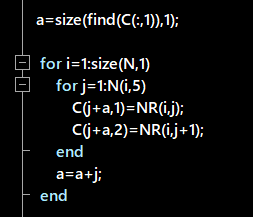 a=size(find(C(:,1)),1);
for i=1:size(N,1)
for j=1:N(i,5)
C(j+a,1)=NR(i,j);
C(j+a,2)=NR(i,j+1);
end
a=a+j;
end